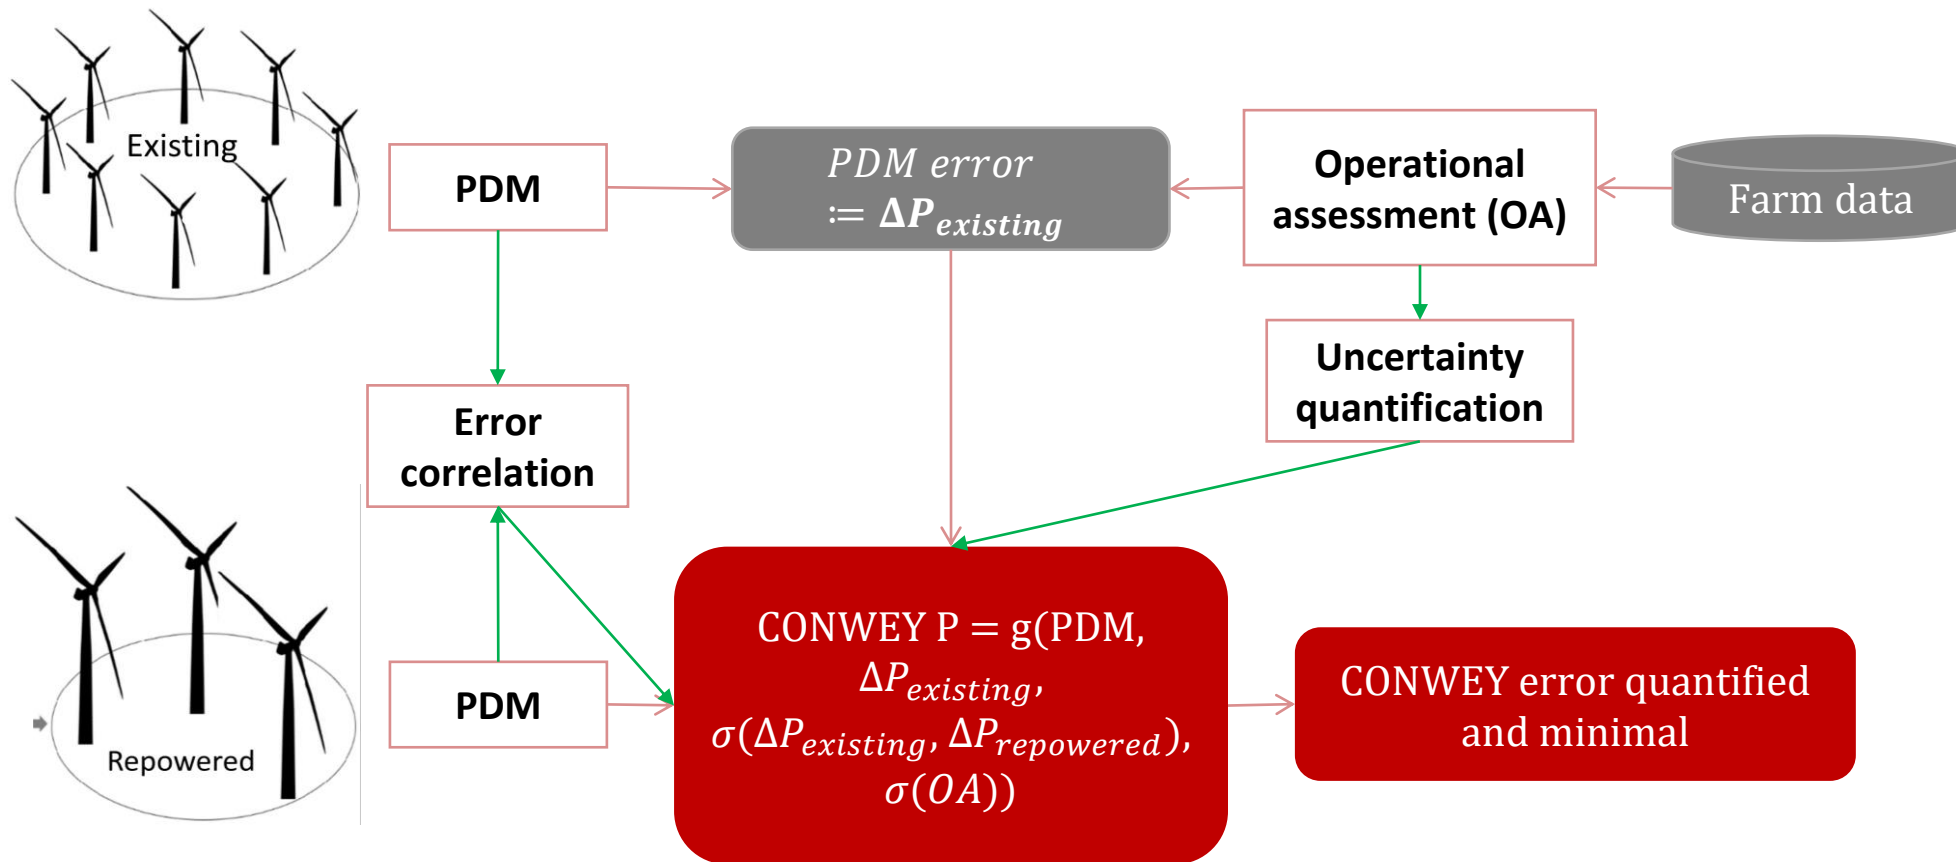 Existing
PDM
PDM error
:= ΔP_existing
Operational
assessment (OA)
Farm data
Uncertainty
quantification
Error
correlation
Repowered
PDM
CONWEY P = g(PDM,
ΔP_existing,
σ(ΔP_existing, ΔP_repowered),
σ(OA))
CONWEY error quantified
and minimal